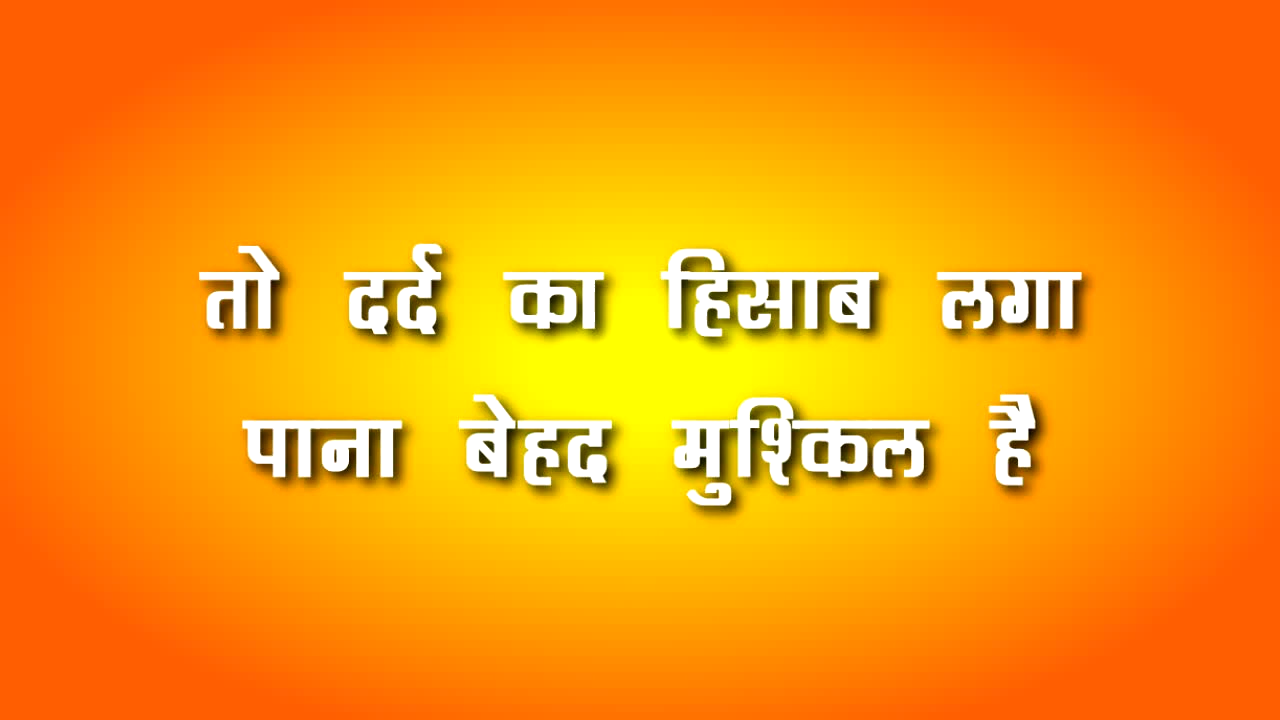 तो दर्द का हिसाब लगा
पाना बेहद मुश्किल है